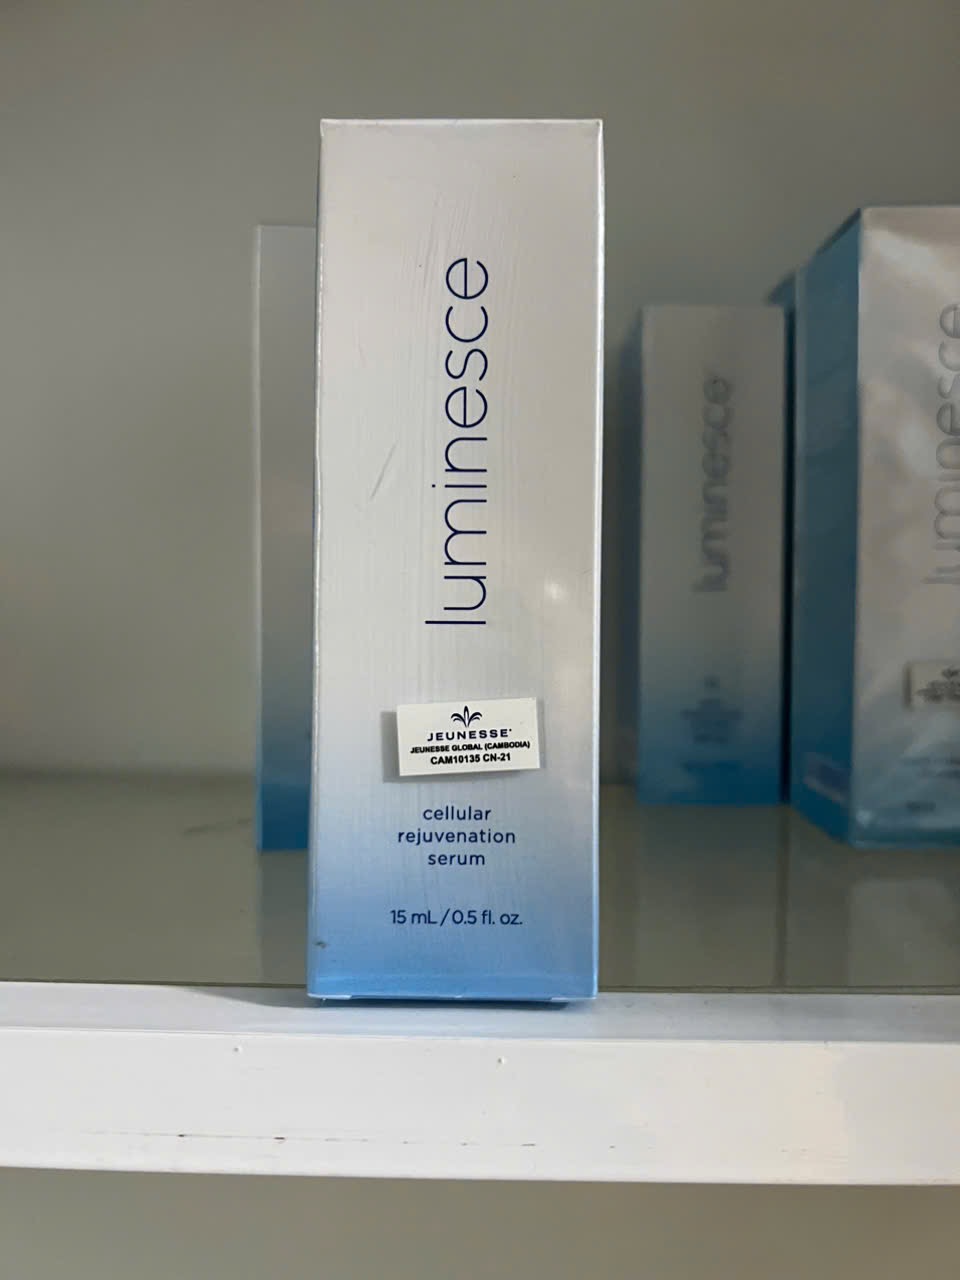 luminesce
JEUNESSE
JEUNESSE GLOBAL (CAMBODIA)
CAM10135 CN-21
cellular
rejuvenation
serum
15 mL / 0.5 fl. oz.
luminesce
luminesce